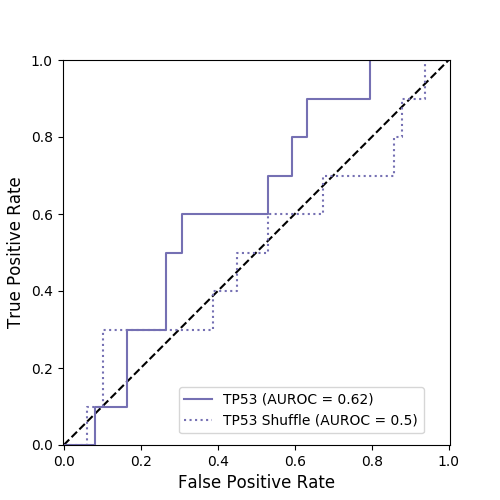 1.0
0.8
0.6
0.4
0.2
0.0
True Positive Rate
TP53 (AUROC = 0.62)
TP53 Shuffle (AUROC = 0.5)
0.0 0.2 0.4 0.6 0.8 1.0
False Positive Rate